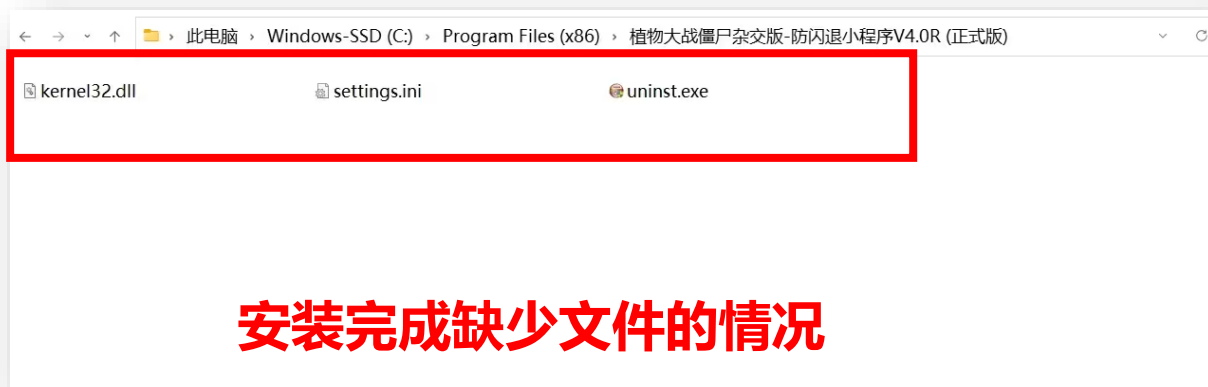 此电脑 › Windows-SSD (C:) › Program Files (x86) › 植物大战僵尸杂交版-防闪退小程序V4.0R (正式版)
kernel32.dll settings.ini uninst.exe
安装完成缺少文件的情况